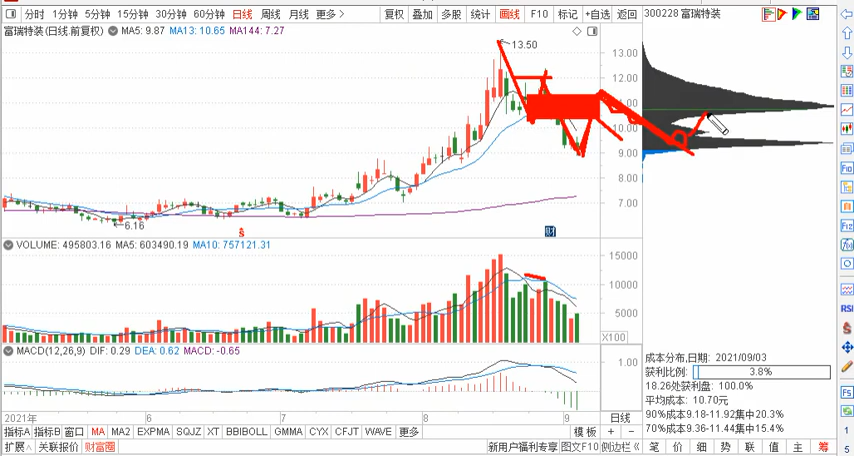 分时 1分钟 5分钟 15分钟 30分钟 60分钟 日线 周线 月线 更多 复权 叠加 多股 统计 画线 F10 标记 +自选 返回 300228 富瑞特装
富瑞特装(日线.前复权) MA5: 9.87 MA13: 10.65 MA144: 7.27
13.50
13.00
12.00
11.00
10.00
9.00
8.00
7.00
6.16
财
VOLUME: 495803.16 MA5: 603490.19 MA10: 757121.31
15000
10000
5000
X100
MACD(12,26,9) DIF: 0.29 DEA: 0.62 MACD: -0.65
1.00
成本分布,日期: 2021/09/03
获利比例: 3.8%
18.26处获利盘: 100.0%
平均成本: 10.70元
90%成本9.18-11.92集中20.3%
70%成本9.36-11.44集中15.4%
2021年 6 7 8 9 日线
指标A 指标B 窗口 MA MA2 EXPMA SQJZ XT BBIBOLL GMMA CYX CFJT WAVE 更多 模板 + -
扩展∧ 关联报价 财富圈 新用户福利专享 图文F10 侧边栏《 笔 价 细 势 联 值 主 筹
F10
F12
RSI
F5
1
5